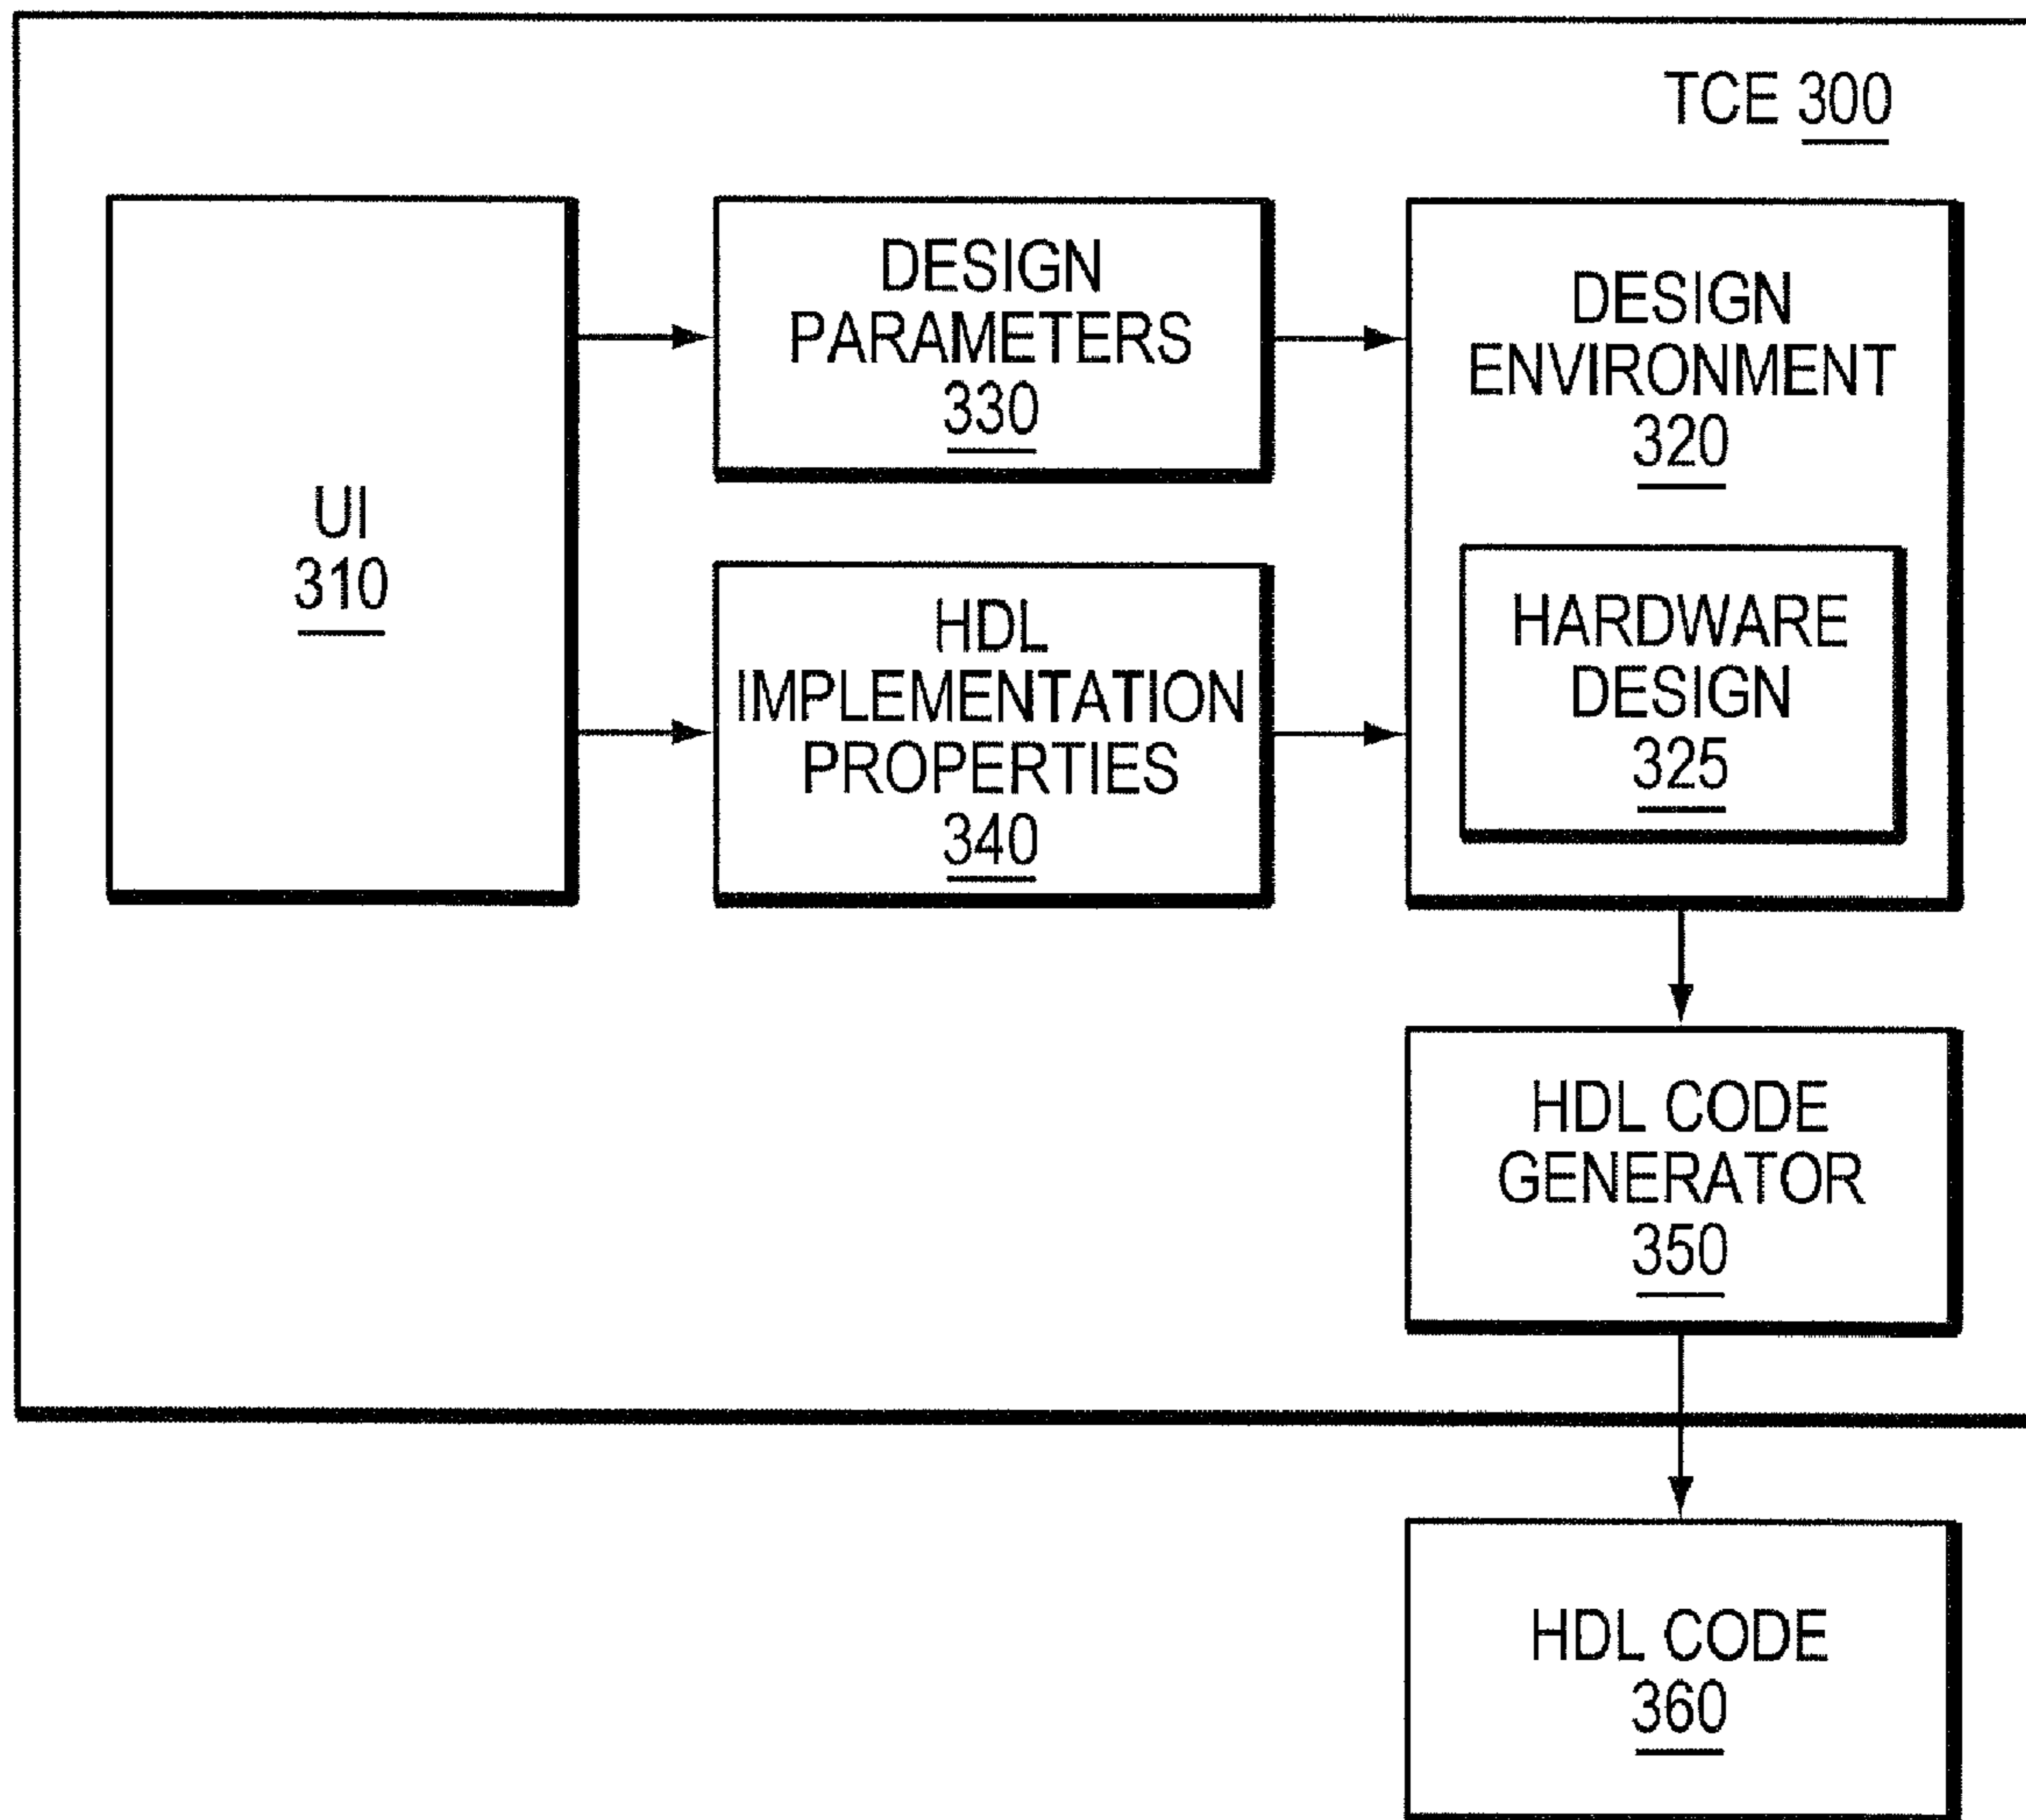 TCE 300
UI
310
DESIGN
PARAMETERS
330
HDL
IMPLEMENTATION
PROPERTIES
340
DESIGN
ENVIRONMENT
320
HARDWARE
DESIGN
325
HDL CODE
GENERATOR
350
HDL CODE
360